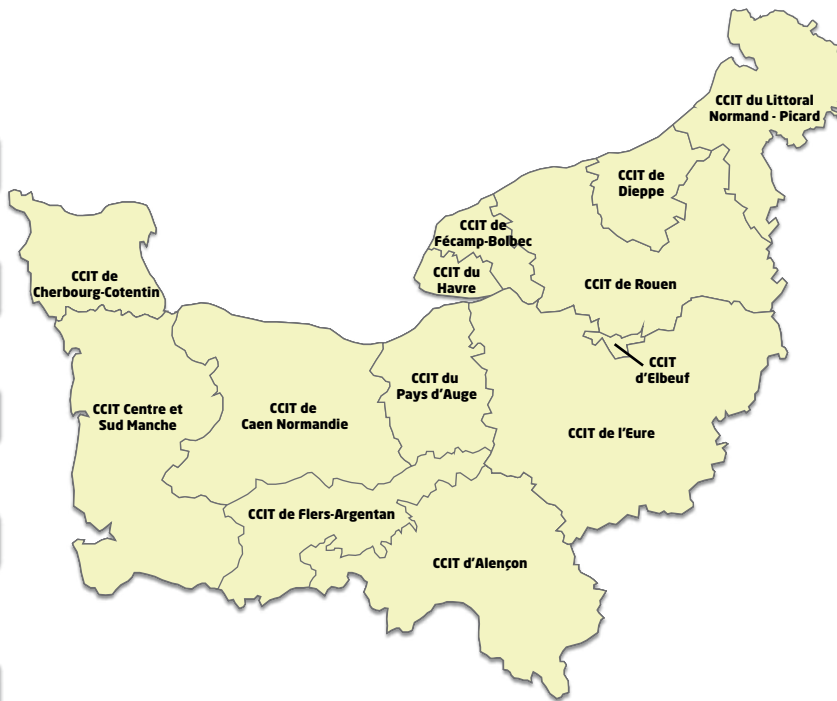 CCIT du Littoral
Normand - Picard
CCIT de
Dieppe
CCIT de
Fécamp-Bolbec
CCIT du
Havre
CCIT de Rouen
CCIT de
Cherbourg-Cotentin
CCIT
d'Elbeuf
CCIT du
Pays d'Auge
CCIT Centre et
Sud Manche
CCIT de
Caen Normandie
CCIT de l'Eure
CCIT de Flers-Argentan
CCIT d'Alençon